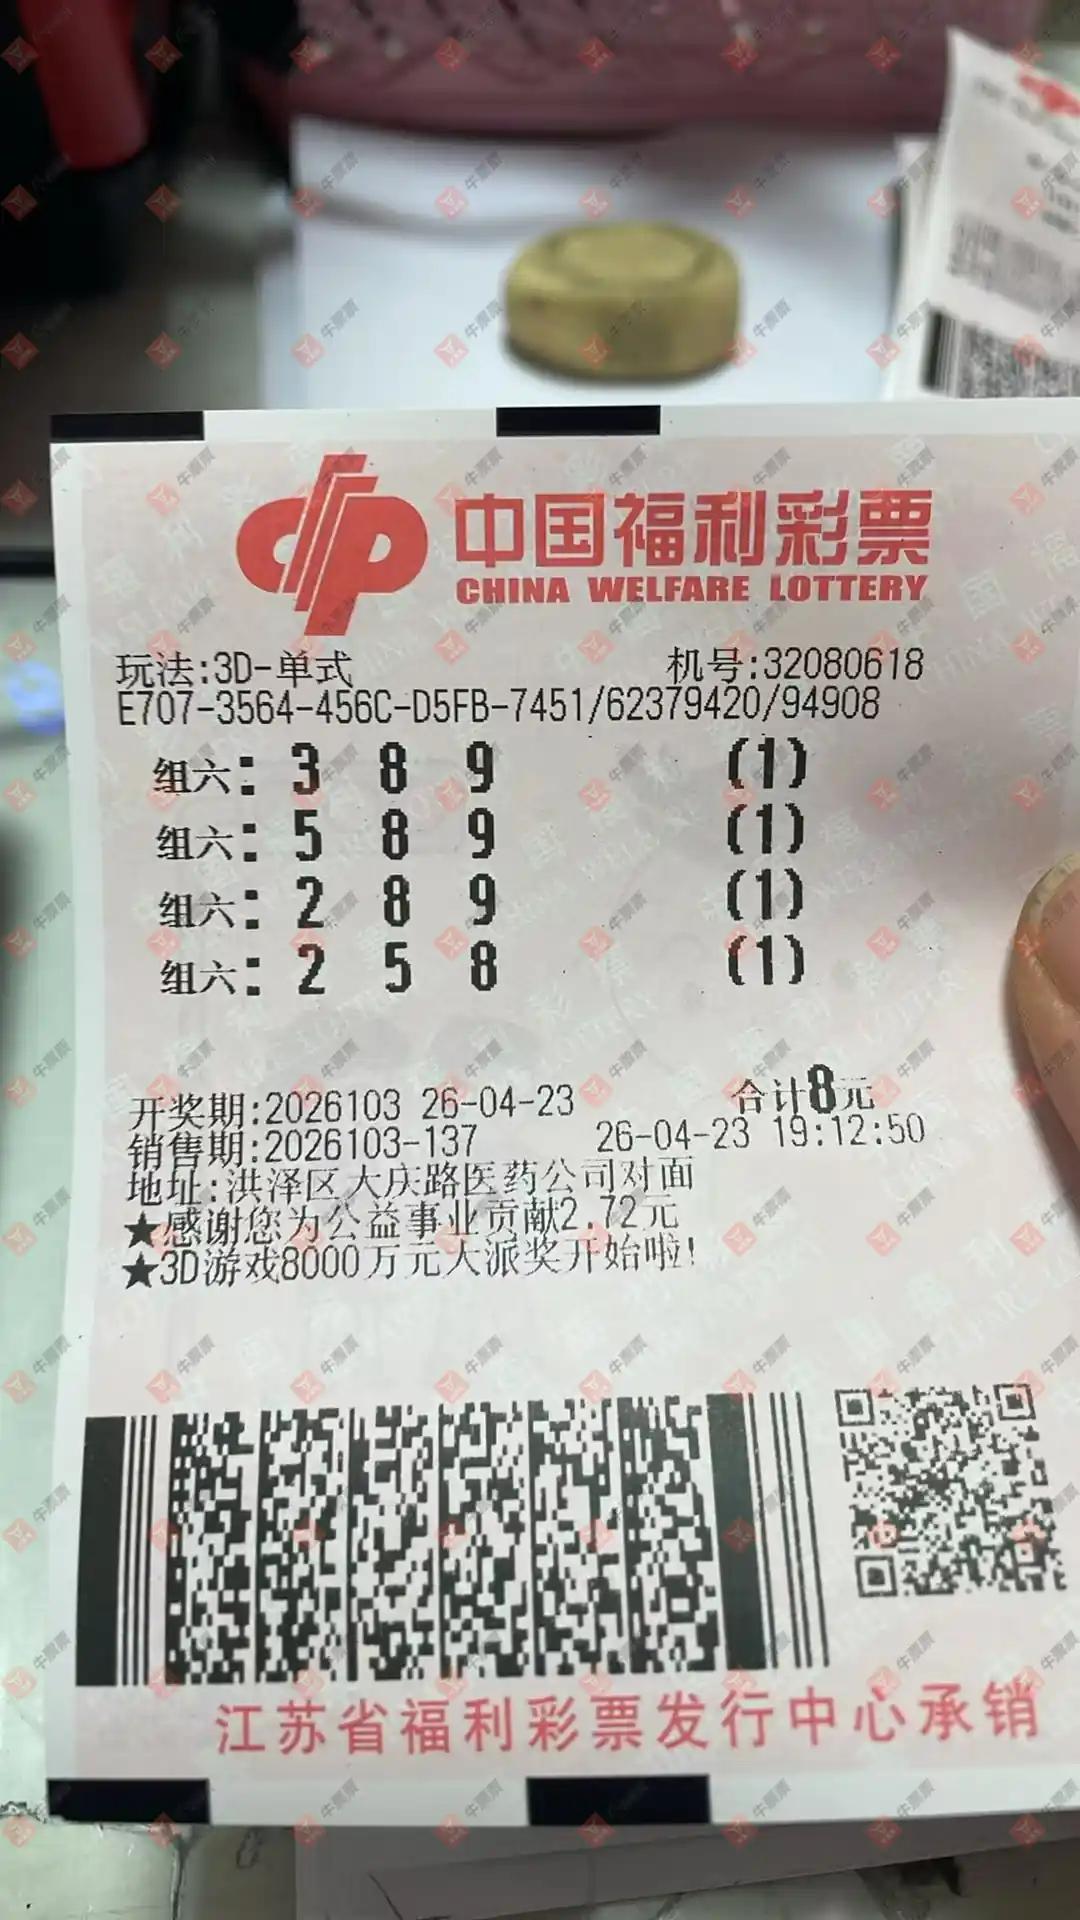 中国福利彩票
CHINA WELFARE LOTTERY
玩法:3D-单式 机号:32080618
E707-3564-456C-D5FB-7451/62379420/94908
组六: 3 8 9 (1)
组六: 5 8 9 (1)
组六: 2 8 9 (1)
组六: 2 5 8 (1)
开奖期:2026103 26-04-23 合计8元
销售期:2026103-137 26-04-23 19:12:50
地址:洪泽区大庆路医药公司对面
★感谢您为公益事业贡献2.72元
★3D游戏8000万元大派奖开始啦!
江苏省福利彩票发行中心承销
牛票票